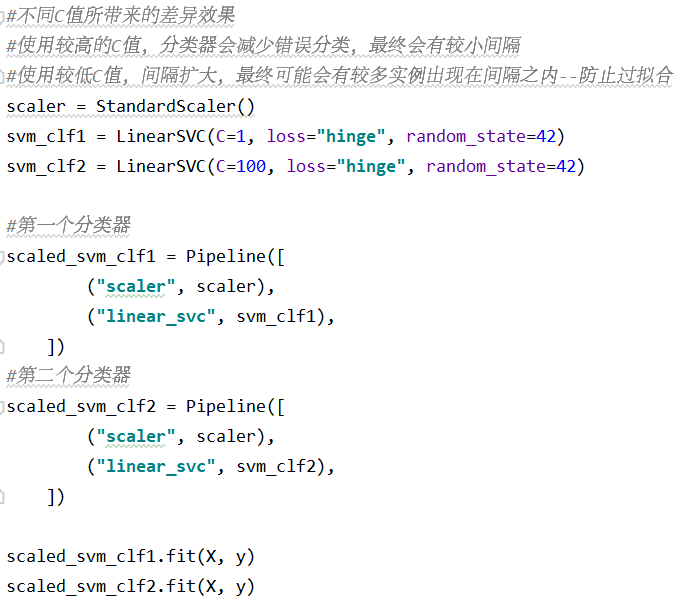 #不同C值所带来的差异效果
#使用较高的C值，分类器会减少错误分类，最终会有较小间隔
#使用较低C值，间隔扩大，最终可能会有较多实例出现在间隔之内--防止过拟合
scaler = StandardScaler()
svm_clf1 = LinearSVC(C=1, loss="hinge", random_state=42)
svm_clf2 = LinearSVC(C=100, loss="hinge", random_state=42)
#第一个分类器
scaled_svm_clf1 = Pipeline([
        ("scaler", scaler),
        ("linear_svc", svm_clf1),
    ])
#第二个分类器
scaled_svm_clf2 = Pipeline([
        ("scaler", scaler),
        ("linear_svc", svm_clf2),
    ])
scaled_svm_clf1.fit(X, y)
scaled_svm_clf2.fit(X, y)